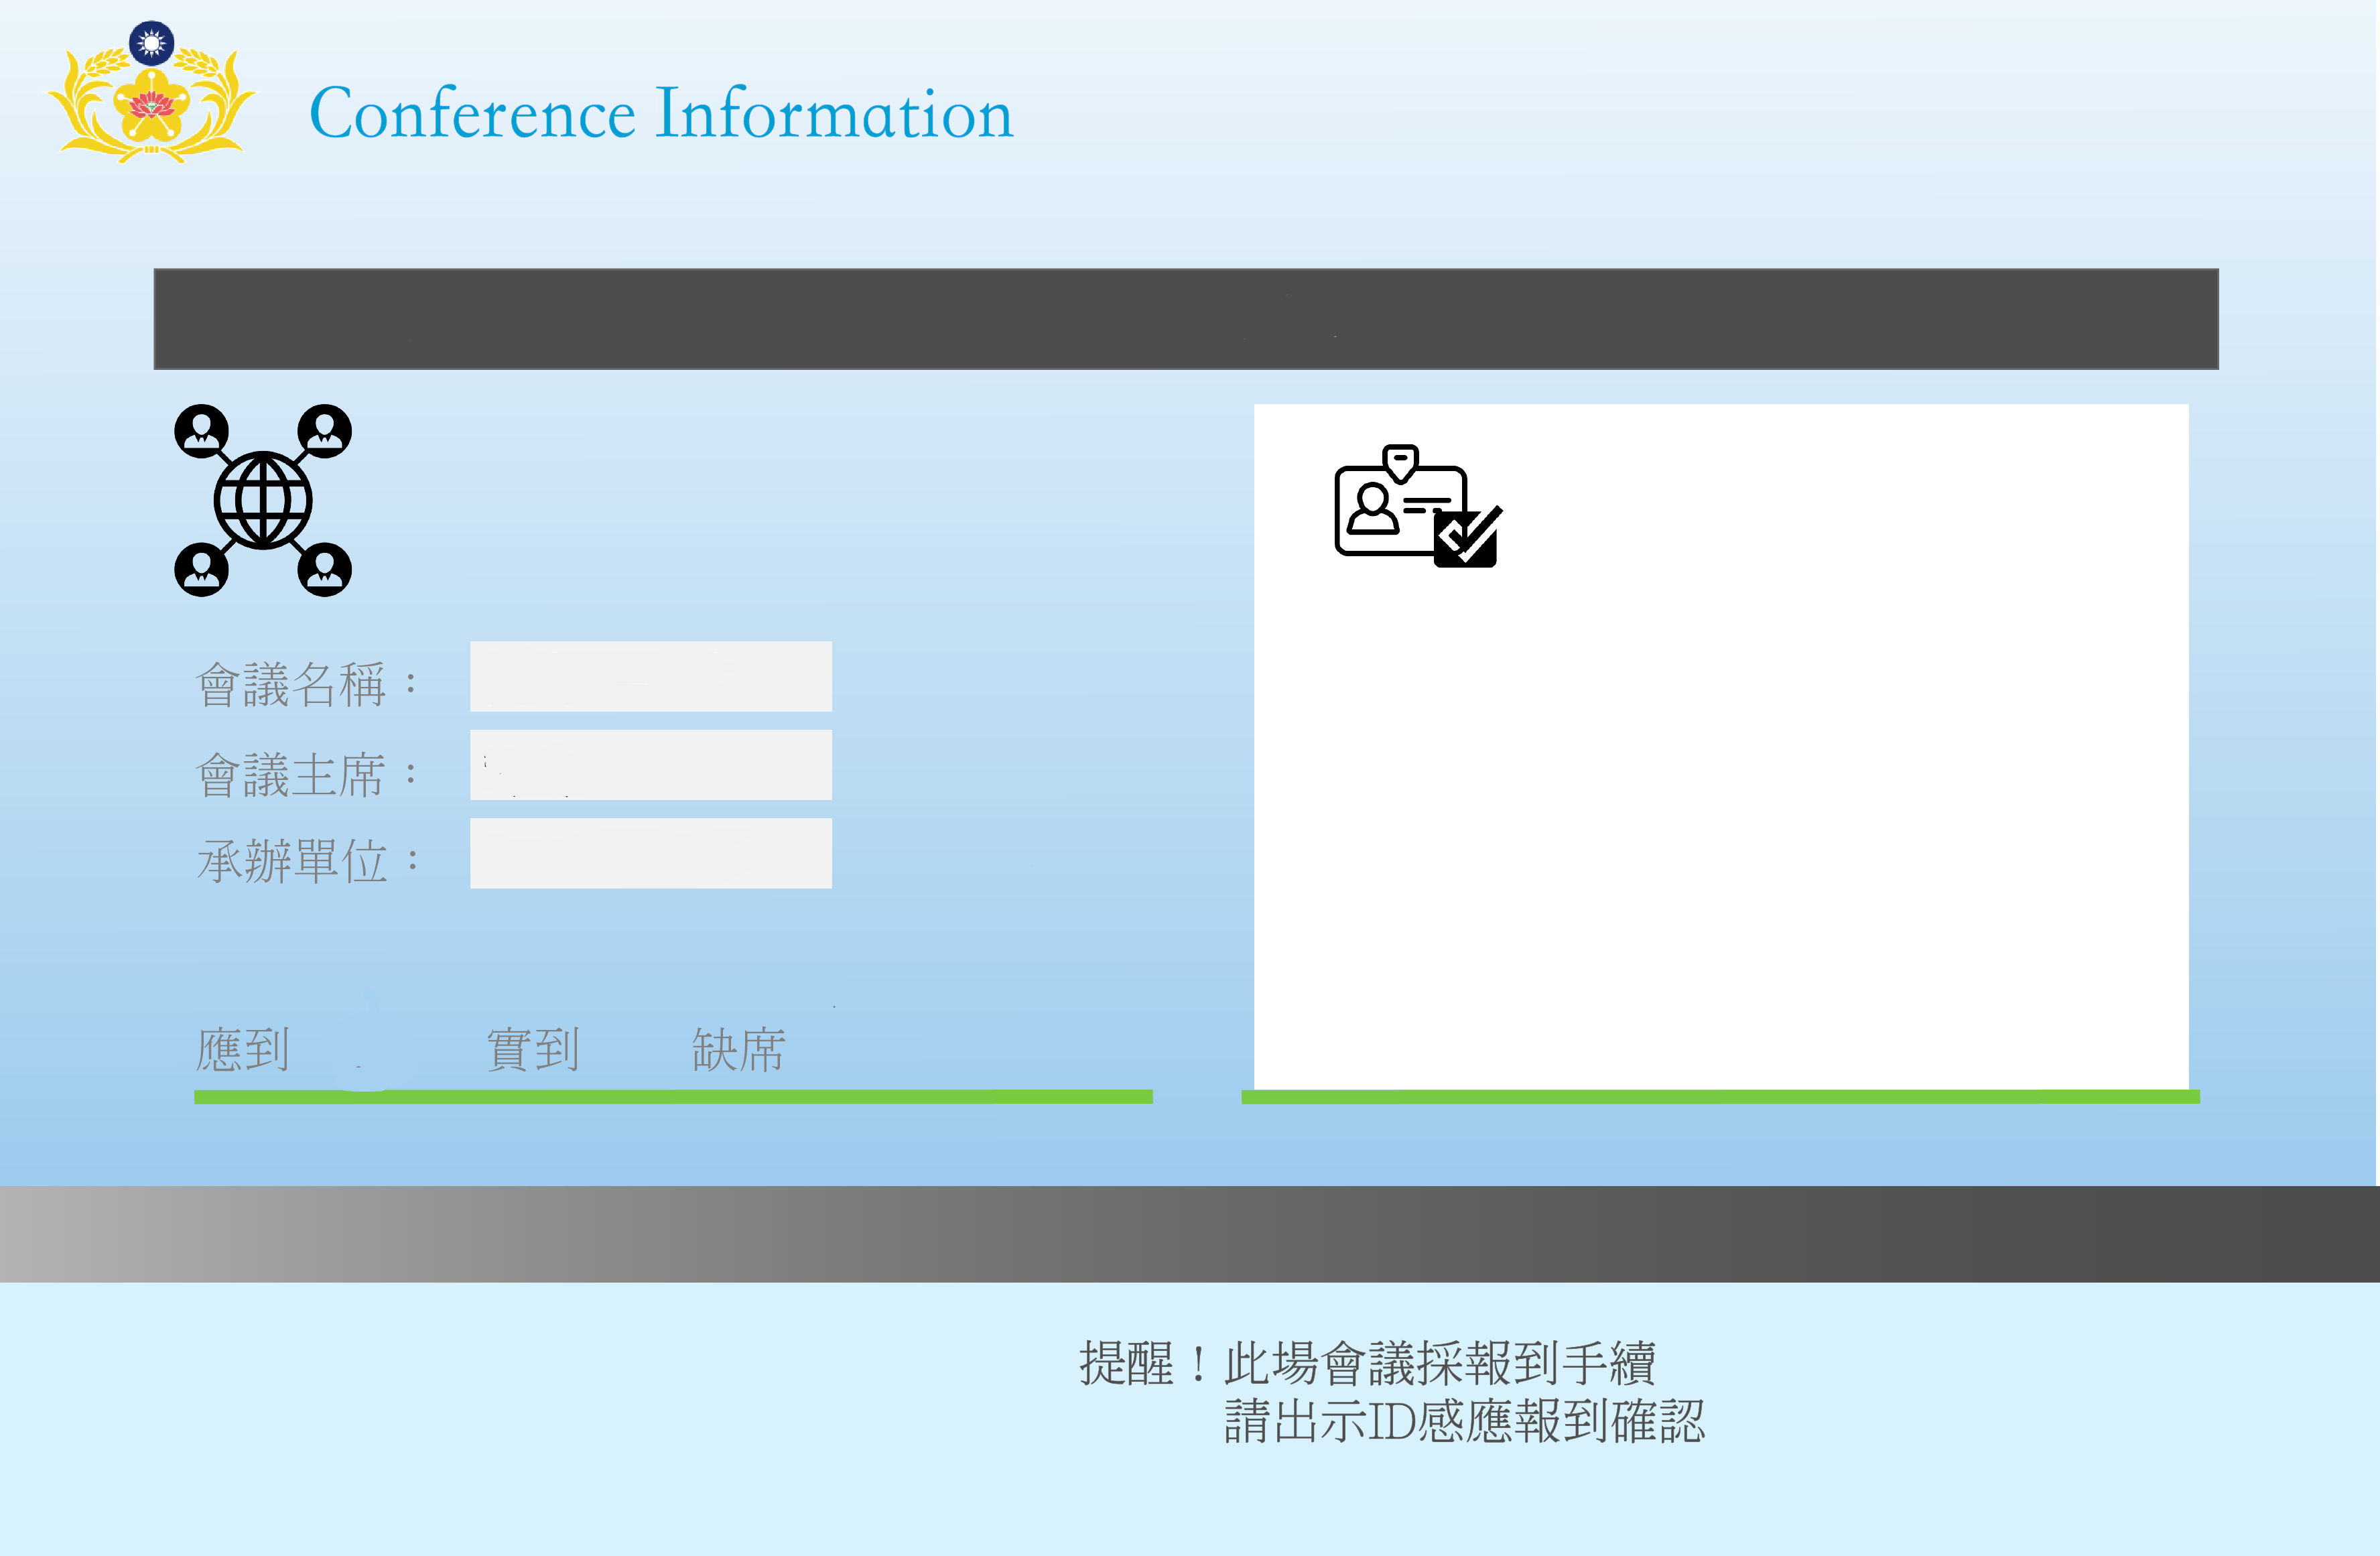 Conference Information
會議名稱：
會議主席：
承辦單位：
應到 實到 缺席
提醒！此場會議採報到手續
請出示ID感應報到確認